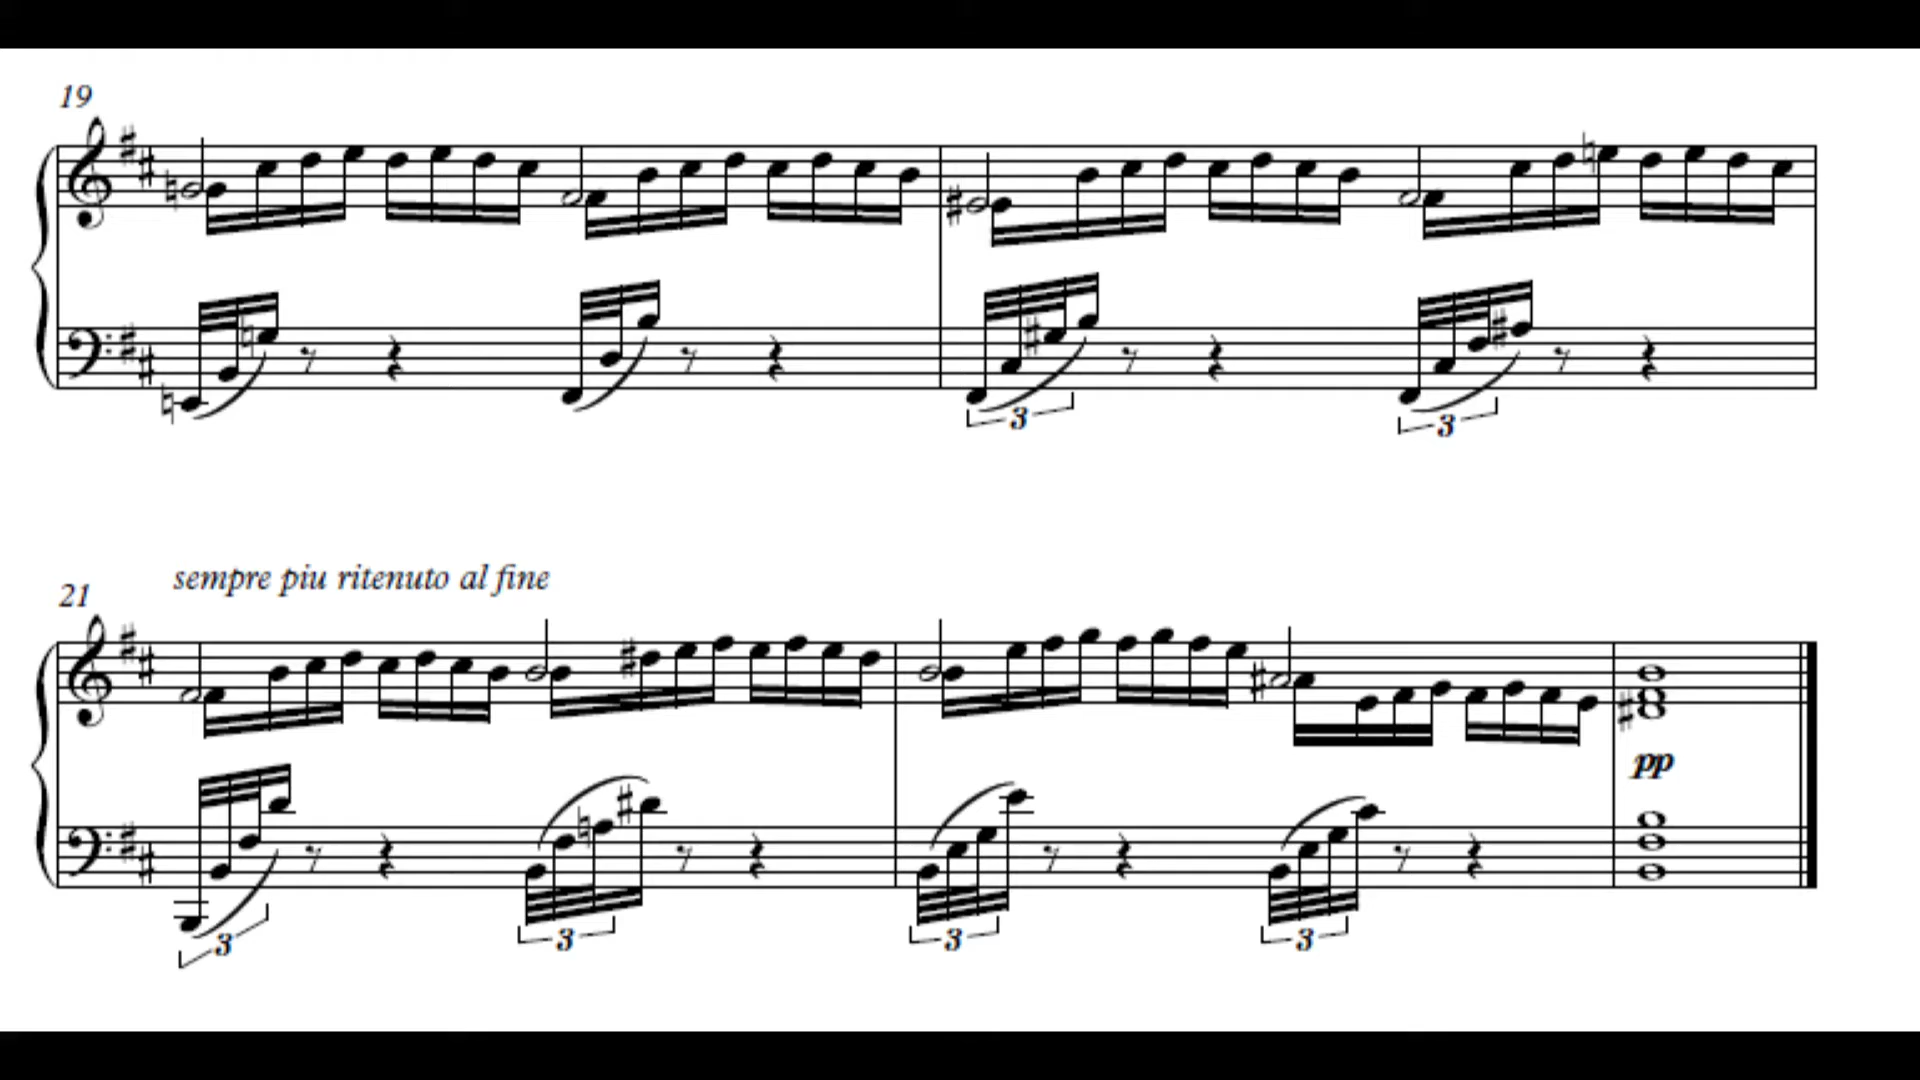 19
3 3
sempre piu ritenuto al fine
21
pp
3 3 3 3